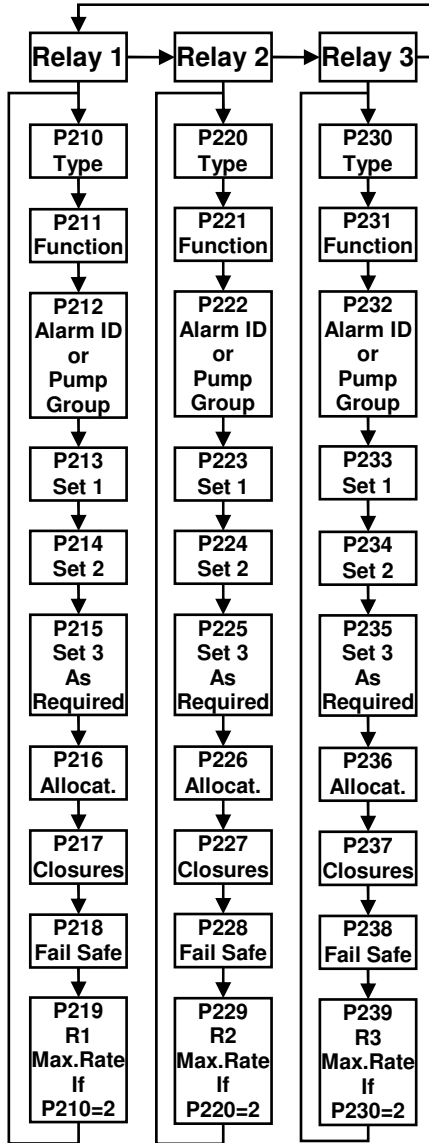 Relay 1
Relay 2
Relay 3
P210
Type
P211
Function
P212
Alarm ID
or
Pump
Group
P213
Set 1
P214
Set 2
P215
Set 3
As
Required
P216
Allocat.
P217
Closures
P218
Fail Safe
P219
R1
Max.Rate
If
P210=2
P220
Type
P221
Function
P222
Alarm ID
or
Pump
Group
P223
Set 1
P224
Set 2
P225
Set 3
As
Required
P226
Allocat.
P227
Closures
P228
Fail Safe
P229
R2
Max.Rate
If
P220=2
P230
Type
P231
Function
P232
Alarm ID
or
Pump
Group
P233
Set 1
P234
Set 2
P235
Set 3
As
Required
P236
Allocat.
P237
Closures
P238
Fail Safe
P239
R3
Max.Rate
If
P230=2